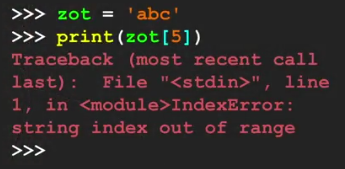 >>> zot = 'abc'
>>> print(zot[5])
Traceback (most recent call
last):  File "<stdin>", line
1, in <module>IndexError:
string index out of range
>>>